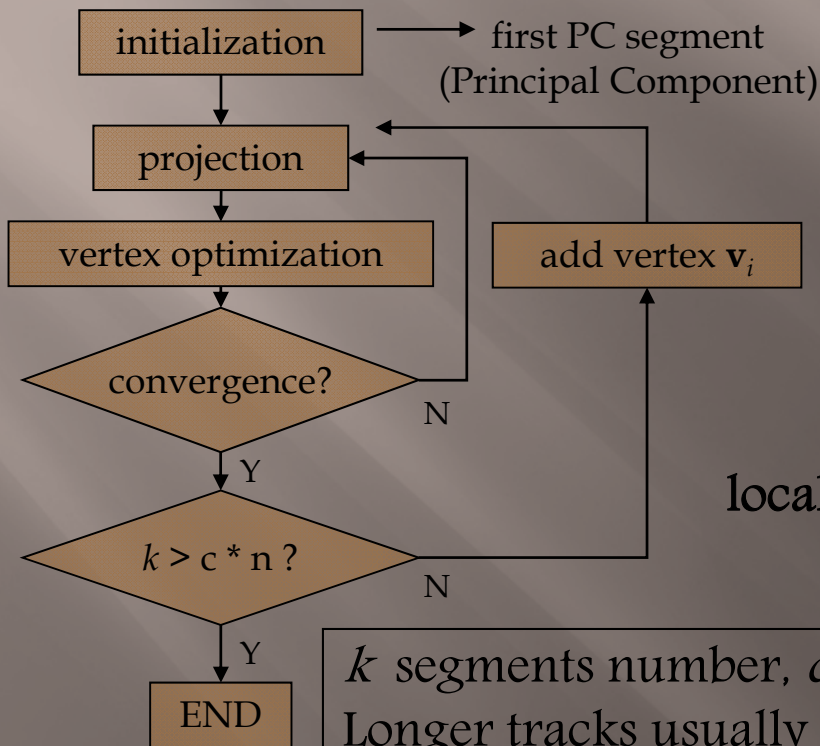 initialization
first PC segment
(Principal Component)
projection
vertex optimization
add vertex v_i
convergence?
N
Y
k > c * n ?
N
Y
k segments number,
END
Longer tracks usually